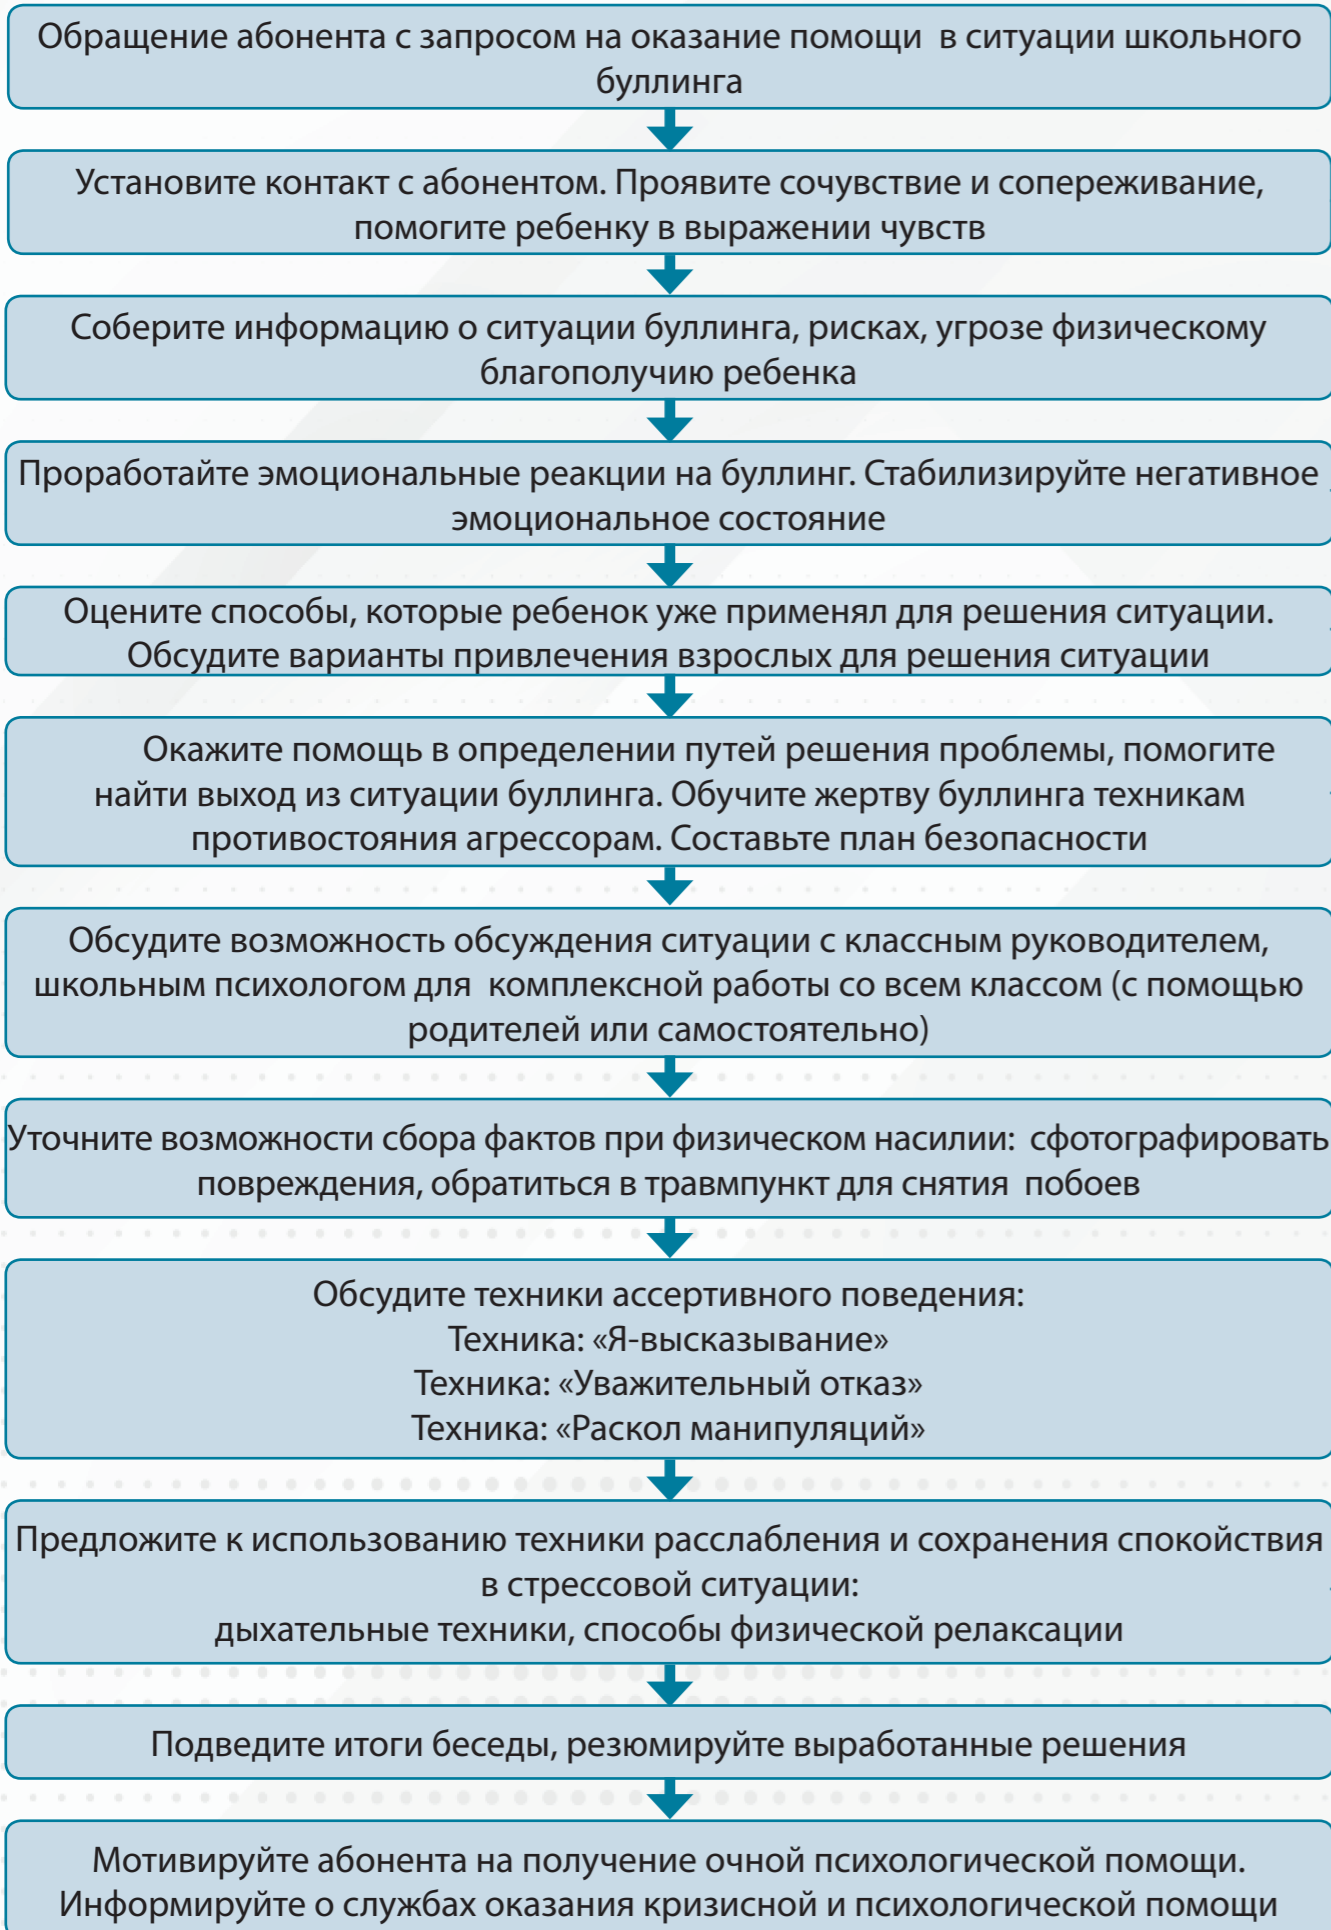 Обращение абонента с запросом на оказание помощи в ситуации школьного
буллинга
Установите контакт с абонентом. Проявите сочувствие и сопереживание,
помогите ребенку в выражении чувств
Соберите информацию о ситуации буллинга, рисках, угрозе физическому
благополучию ребенка
Проработайте эмоциональные реакции на буллинг. Стабилизируйте негативное
эмоциональное состояние
Оцените способы, которые ребенок уже применял для решения ситуации.
Обсудите варианты привлечения взрослых для решения ситуации
Окажите помощь в определении путей решения проблемы, помогите
найти выход из ситуации буллинга. Обучите жертву буллинга техникам
противостояния агрессорам. Составьте план безопасности
Обсудите возможность обсуждения ситуации с классным руководителем,
школьным психологом для комплексной работы со всем классом (с помощью
родителей или самостоятельно)
Уточните возможности сбора фактов при физическом насилии: сфотографировать
повреждения, обратиться в травмпункт для снятия побоев
Обсудите техники ассертивного поведения:
Техника: «Я-высказывание»
Техника: «Уважительный отказ»
Техника: «Раскол манипуляций»
Предложите к использованию техники расслабления и сохранения спокойствия
в стрессовой ситуации:
дыхательные техники, способы физической релаксации
Подведите итоги беседы, резюмируйте выработанные решения
Мотивируйте абонента на получение очной психологической помощи.
Информируйте о службах оказания кризисной и психологической помощи